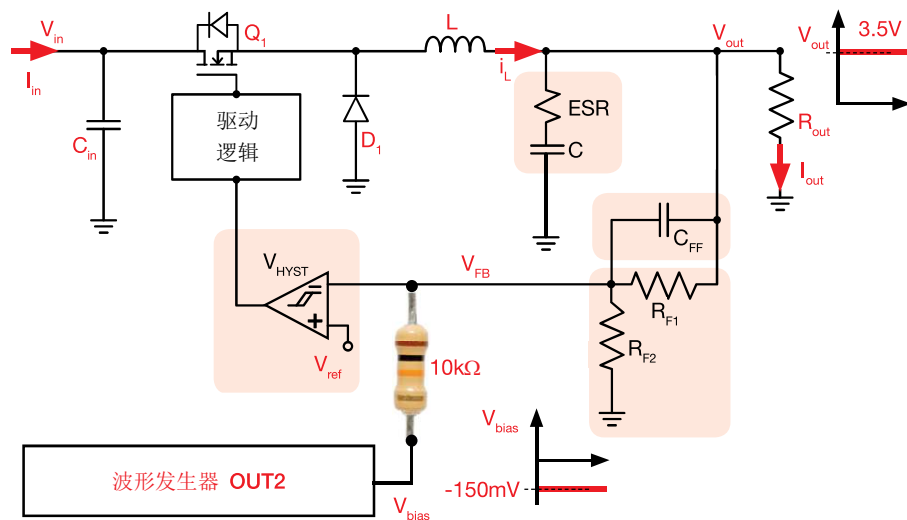 Vin
Q1
L
Vout
Vout
3.5V
Iin
iL
ESR
驱动
逻辑
Cin
D1
C
Rout
Iout
CFF
VHYST
VFB
RF1
RF2
Vref
10kΩ
Vbias
波形发生器 OUT2
-150mV
Vbias